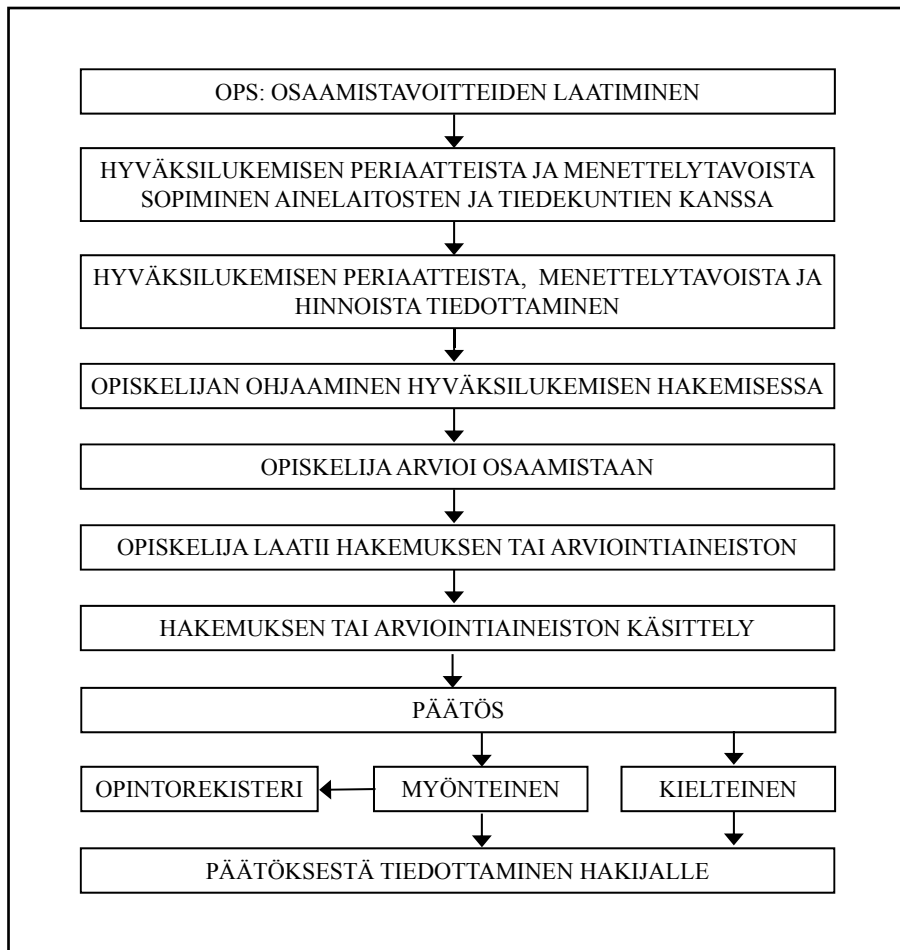 OPS: OSAAMISTAVOITTEIDEN LAATIMINEN
HYVÄKSILUKEMISEN PERIAATTEISTA JA MENETTELYTAVOISTA
SOPIMINEN AINELAITOSTEN JA TIEDEKUNTIEN KANSSA
HYVÄKSILUKEMISEN PERIAATTEISTA, MENETTELYTAVOISTA JA
HINNOISTA TIEDOTTAMINEN
OPISKELIJAN OHJAAMINEN HYVÄKSILUKEMISEN HAKEMISESSA
OPISKELIJA ARVIOI OSAAMISTAAN
OPISKELIJA LAATII HAKEMUKSEN TAI ARVIOINTIAINEISTON
HAKEMUKSEN TAI ARVIOINTIAINEISTON KÄSITTELY
PÄÄTÖS
OPINTOREKISTERI
MYÖNTEINEN
KIELTEINEN
PÄÄTÖKSESTÄ TIEDOTTAMINEN HAKIJALLE